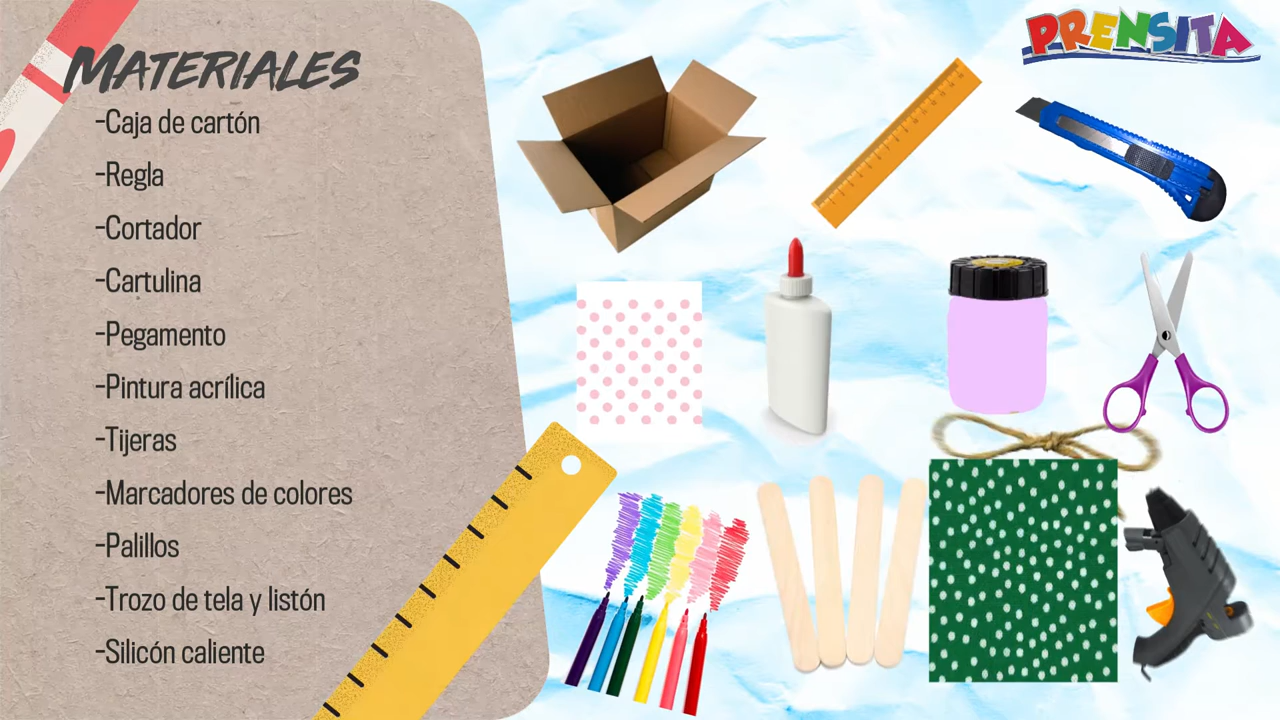 MATERIALES
-Caja de cartón
-Regla
-Cortador
-Cartulina
-Pegamento
-Pintura acrílica
-Tijeras
-Marcadores de colores
-Palillos
-Trozo de tela y listón
-Silicón caliente
PRENSITA